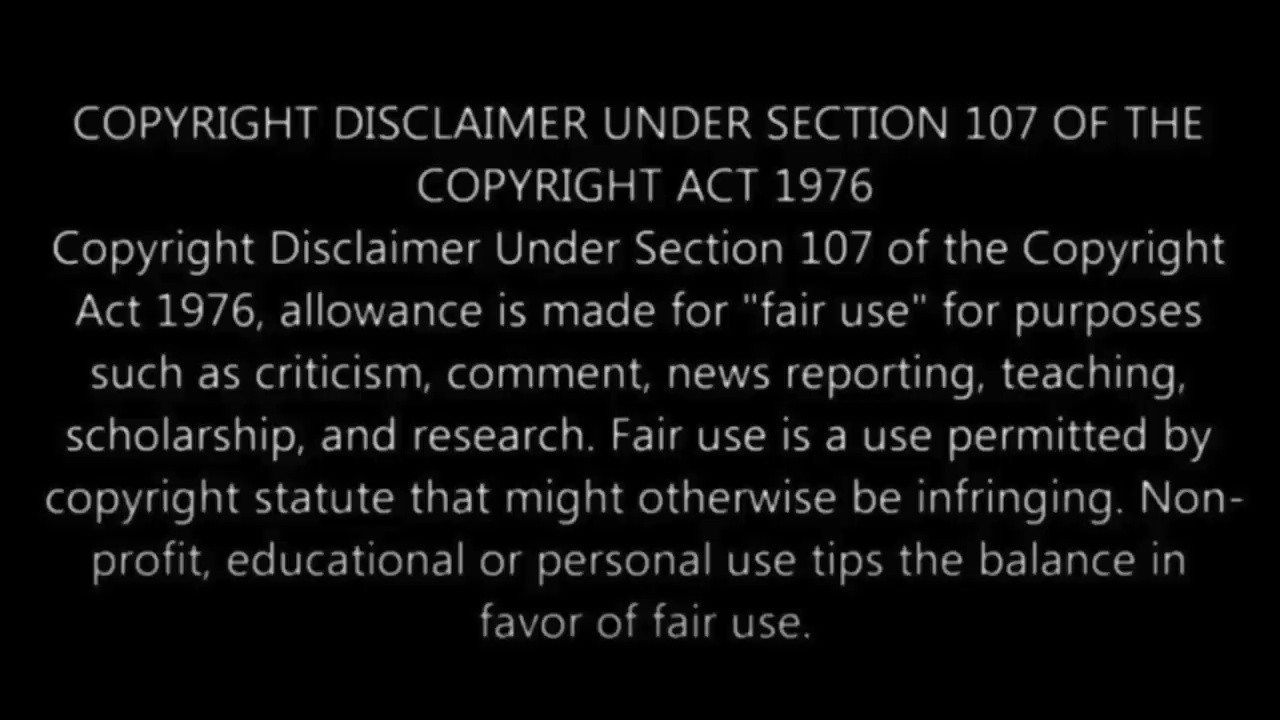 COPYRIGHT DISCLAIMER UNDER SECTION 107 OF THE
COPYRIGHT ACT 1976
Copyright Disclaimer Under Section 107 of the Copyright
Act 1976, allowance is made for "fair use" for purposes
such as criticism, comment, news reporting, teaching,
scholarship, and research. Fair use is a use permitted by
copyright statute that might otherwise be infringing. Non-
profit, educational or personal use tips the balance in
favor of fair use.